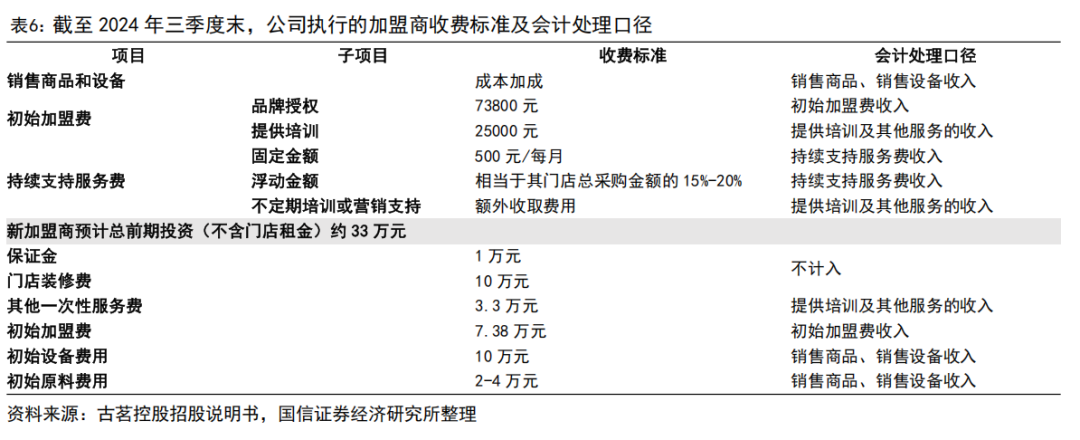 表6：截至 2024 年三季度末，公司执行的加盟商收费标准及会计处理口径
项目 子项目 收费标准 会计处理口径
销售商品和设备 成本加成 销售商品、销售设备收入
初始加盟费 品牌授权 73800 元 初始加盟费收入
提供培训 25000 元 提供培训及其他服务的收入
持续支持服务费 固定金额 500 元/每月 持续支持服务费收入
浮动金额 相当于其门店总采购金额的 15%-20% 持续支持服务费收入
不定期培训或营销支持 额外收取费用 提供培训及其他服务的收入
新加盟商预计总前期投资（不含门店租金）约 33 万元
保证金 1 万元 不计入
门店装修费 10 万元
其他一次性服务费 3.3 万元 提供培训及其他服务的收入
初始加盟费 7.38 万元 初始加盟费收入
初始设备费用 10 万元 销售商品、销售设备收入
初始原料费用 2-4 万元 销售商品、销售设备收入
资料来源：古茗控股招股说明书，国信证券经济研究所整理